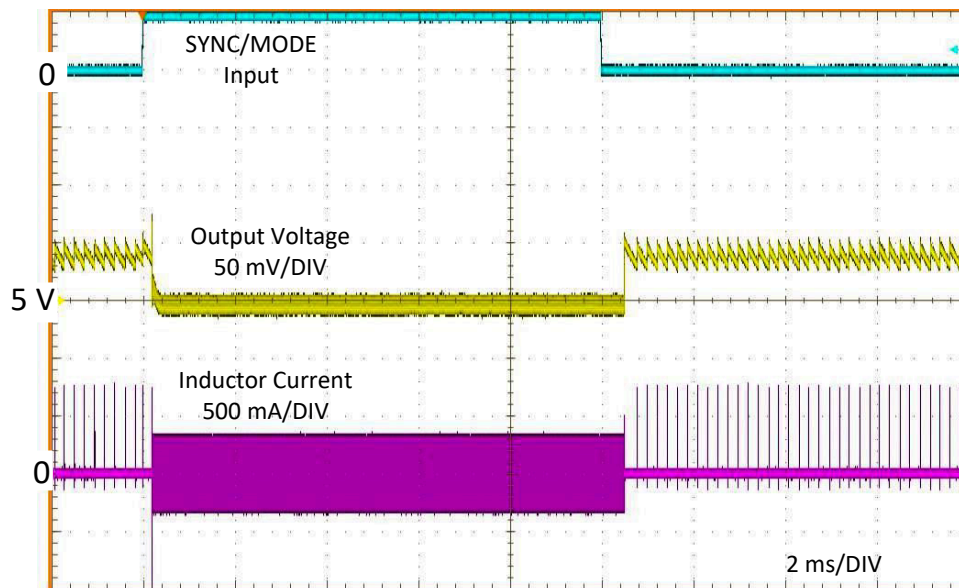 SYNC/MODE
Input
0
Output Voltage
50 mV/DIV
5 V
Inductor Current
500 mA/DIV
0
2 ms/DIV